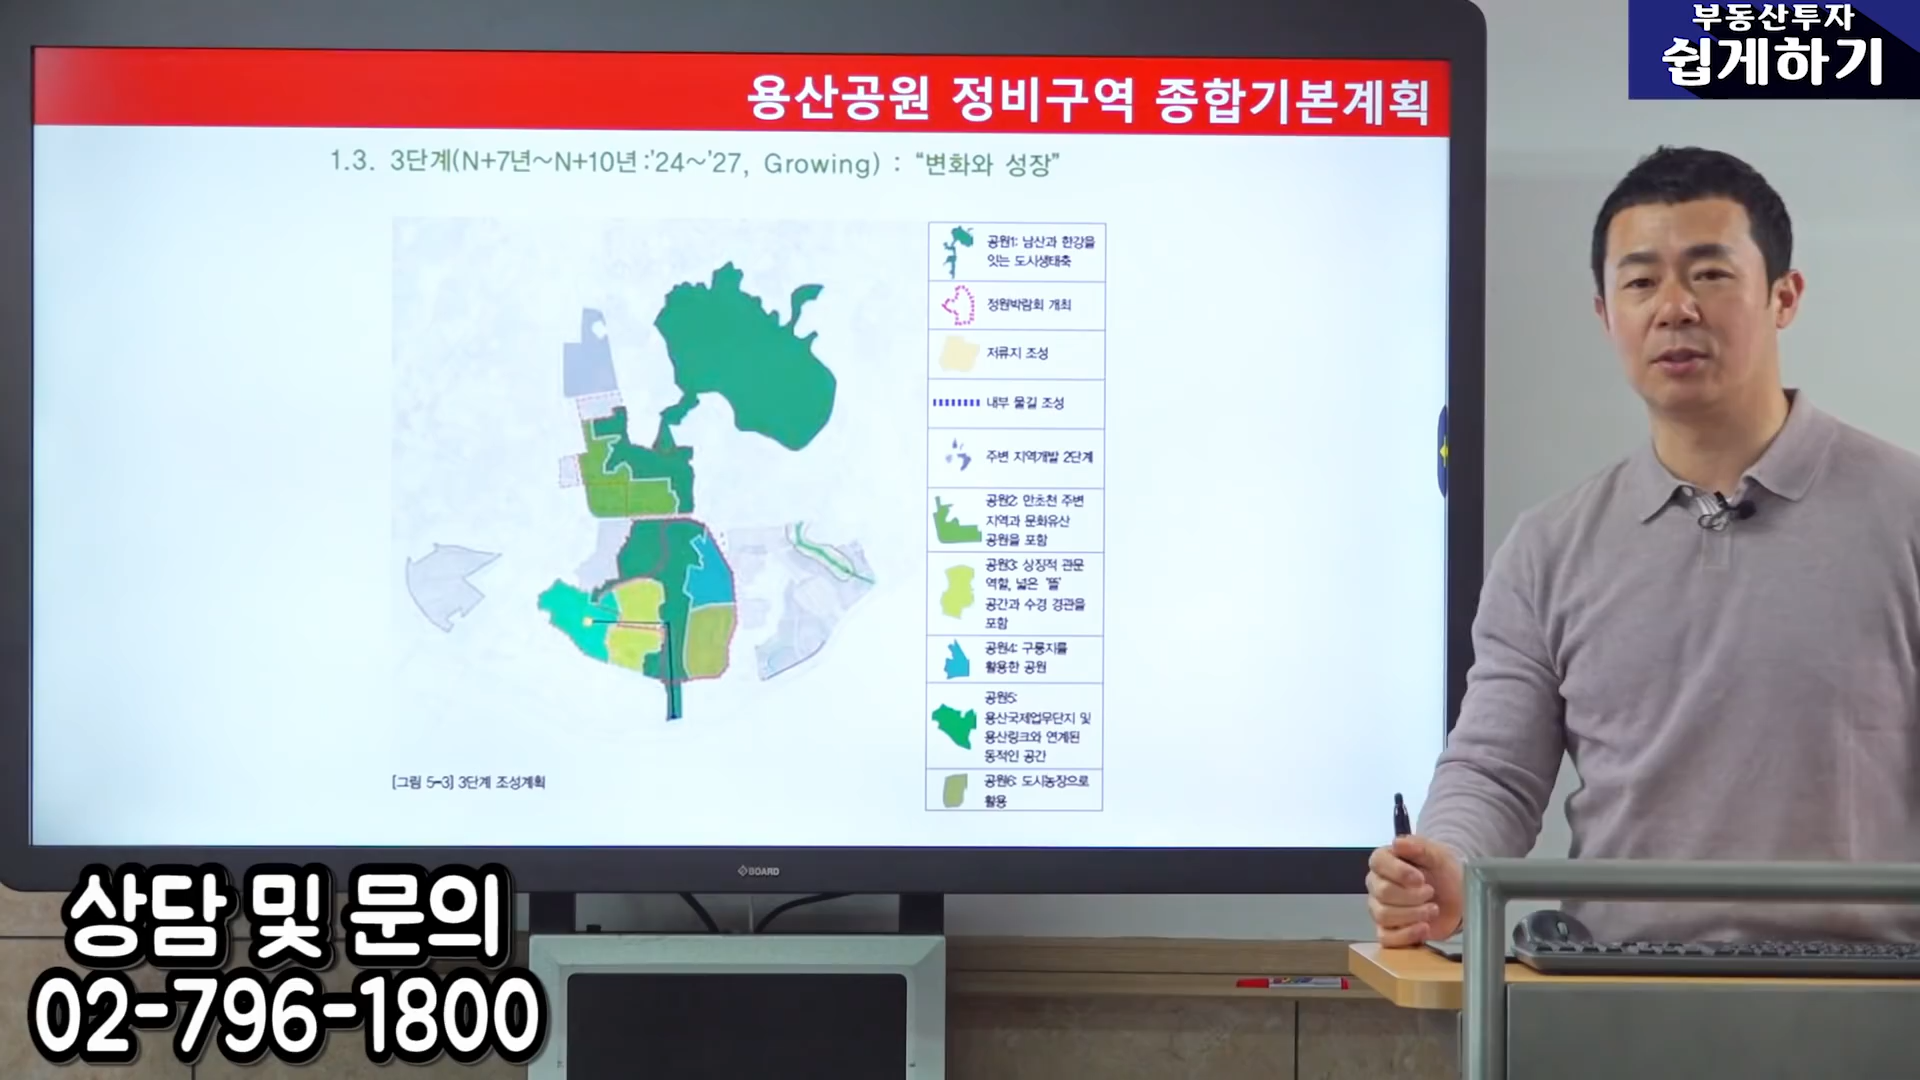 부동산투자
쉽게하기
용산공원 정비구역 종합기본계획
1.3. 3단계(N+7년~N+10년:'24~'27, Growing) : “변화와 성장”
공원1: 남산과 한강을
잇는 도시생태축
정원박람회 개최
저류지 조성
내부 물길 조성
주변 지역개발 2단계
공원2: 만초천 주변
지역과 문화유산
공원을 포함
공원3: 상징적 관문
역할, 넓은 '뜰'
공간과 수경 경관을
포함
공원4: 구릉지를
활용한 공원
공원5:
용산국제업무단지 및
용산링크와 연계된
동적인 공간
공원6: 도시농장으로
활용
[그림 5-3] 3단계 조성계획
BOARD
상담 및 문의
02-796-1800